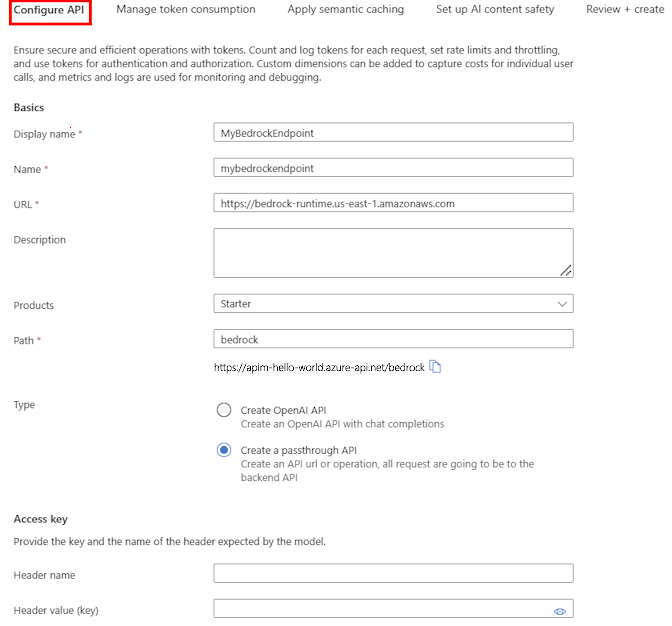 Configure API Manage token consumption Apply semantic caching Set up AI content safety Review + create
Ensure secure and efficient operations with tokens. Count and log tokens for each request, set rate limits and throttling,
and use tokens for authentication and authorization. Custom dimensions can be added to capture costs for individual user
calls, and metrics and logs are used for monitoring and debugging.
Basics
Display name * MyBedrockEndpoint
Name * mybedrockendpoint
URL * https://bedrock-runtime.us-east-1.amazonaws.com
Description
Products Starter
Path * bedrock
https://apim-hello-world.azure-api.net/bedrock
Type
Create OpenAI API
Create an OpenAI API with chat completions
Create a passthrough API
Create an API url or operation, all request are going to be to the
backend API
Access key
Provide the key and the name of the header expected by the model.
Header name
Header value (key)